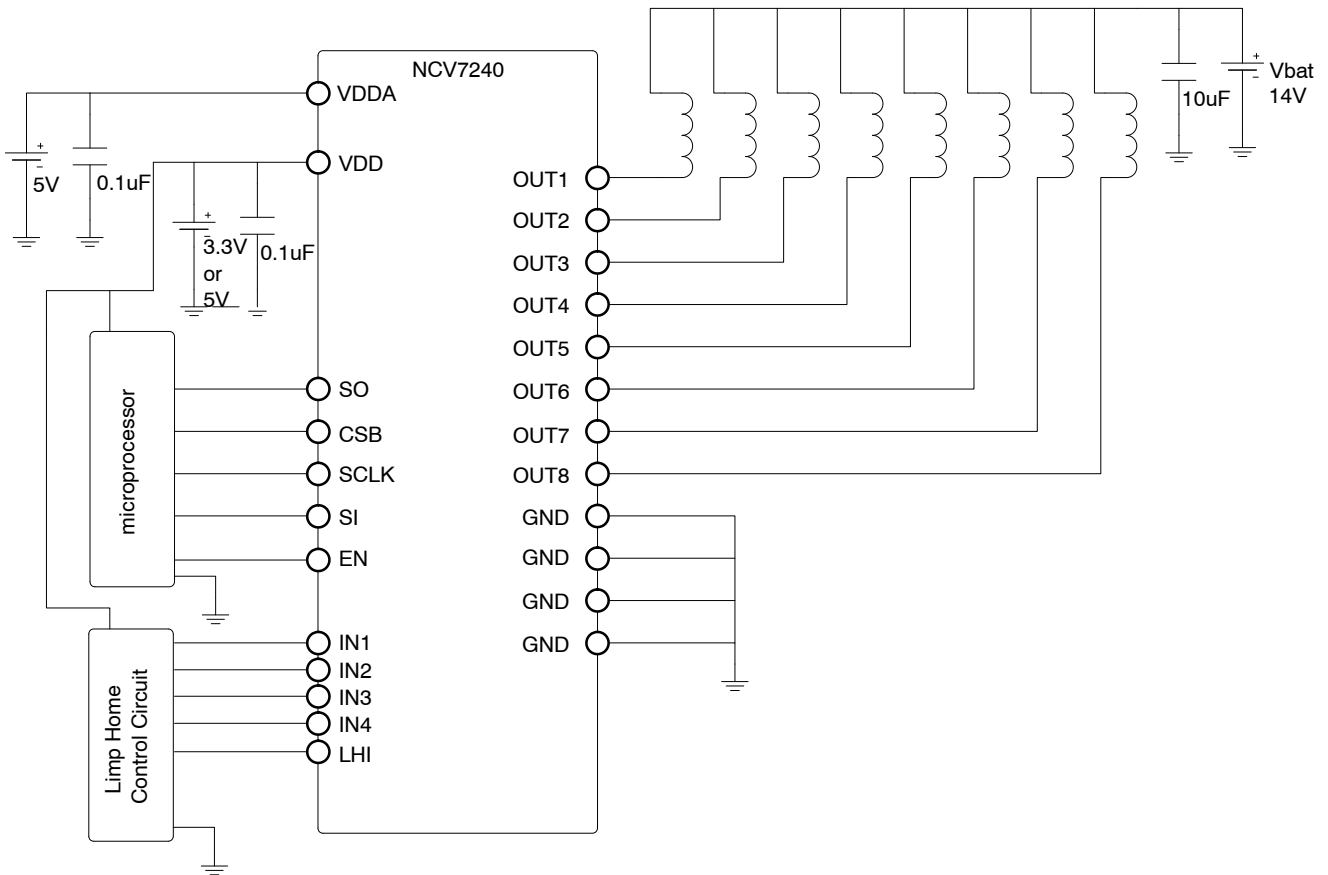 NCV7240
VDDA
VDD
5V
0.1uF
3.3V
or
5V
0.1uF
microprocessor
SO
CSB
SCLK
SI
EN
Limp Home
Control Circuit
IN1
IN2
IN3
IN4
LHI
OUT1
OUT2
OUT3
OUT4
OUT5
OUT6
OUT7
OUT8
GND
GND
GND
GND
10uF
Vbat
14V